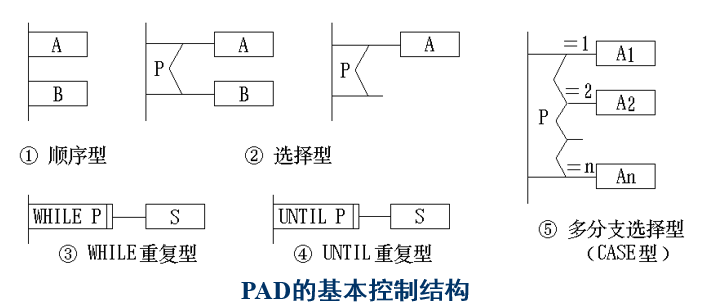 A
B
① 顺序型
P
A
B
P
A
② 选择型
WHILE P
S
③ WHILE重复型
UNTIL P
S
④ UNTIL重复型
=1
A1
=2
A2
P
=n
An
⑤ 多分支选择型
(CASE型)
PAD的基本控制结构